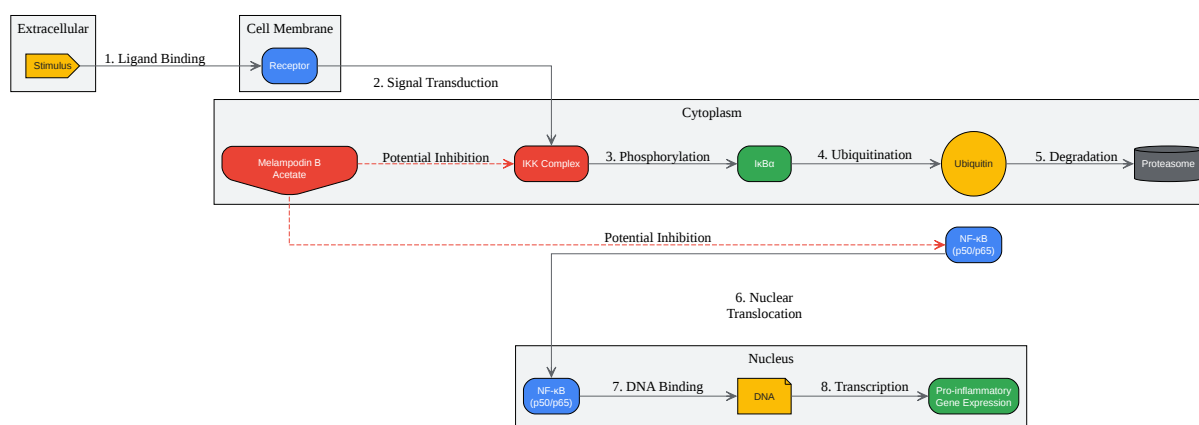 Extracellular
Stimulus
1. Ligand Binding
Cell Membrane
Receptor
2. Signal Transduction
Cytoplasm
Melampodin B
Acetate
Potential Inhibition
IKK Complex
3. Phosphorylation
IκBα
4. Ubiquitination
Ubiquitin
5. Degradation
Proteasome
Potential Inhibition
NF-κB
(p50/p65)
6. Nuclear
Translocation
Nucleus
NF-κB
(p50/p65)
7. DNA Binding
DNA
8. Transcription
Pro-inflammatory
Gene Expression